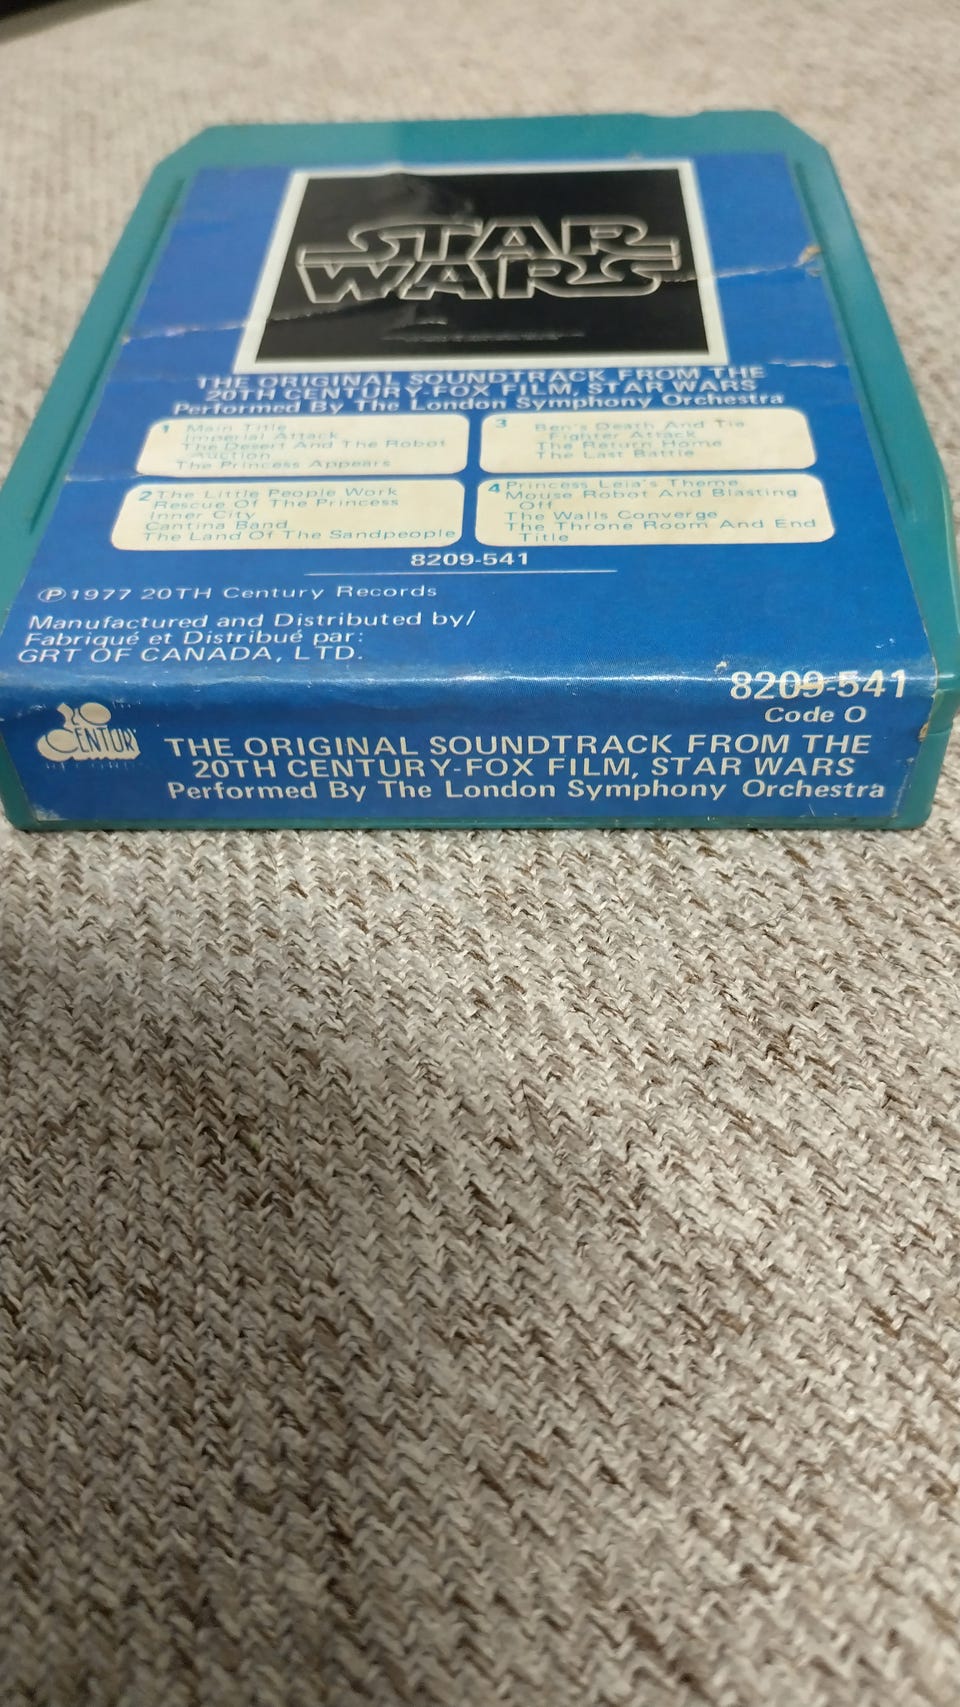 STAR
WARS
THE ORIGINAL SOUNDTRACK FROM THE
20TH CENTURY-FOX FILM, STAR WARS
Performed By The London Symphony Orchestra
1 Main Title
Imperial Attack
The Desert And The Robot
Auction
The Princess Appears
2 The Little People Work
Rescue Of The Princess
Inner City
Cantina Band
The Land Of The Sandpeople
3 Ben's Death And Tie
Fighter Attack
The Return Home
The Last Battle
4 Princess Leia's Theme
Mouse Robot And Blasting
Off
The Walls Converge
The Throne Room And End
Title
8209-541
Ⓟ1977 20TH Century Records
Manufactured and Distributed by/
Fabriqué et Distribué par:
GRT OF CANADA, LTD.
8209-541
Code O
20
CENTURY
RECORDS
THE ORIGINAL SOUNDTRACK FROM THE
20TH CENTURY-FOX FILM, STAR WARS
Performed By The London Symphony Orchestra